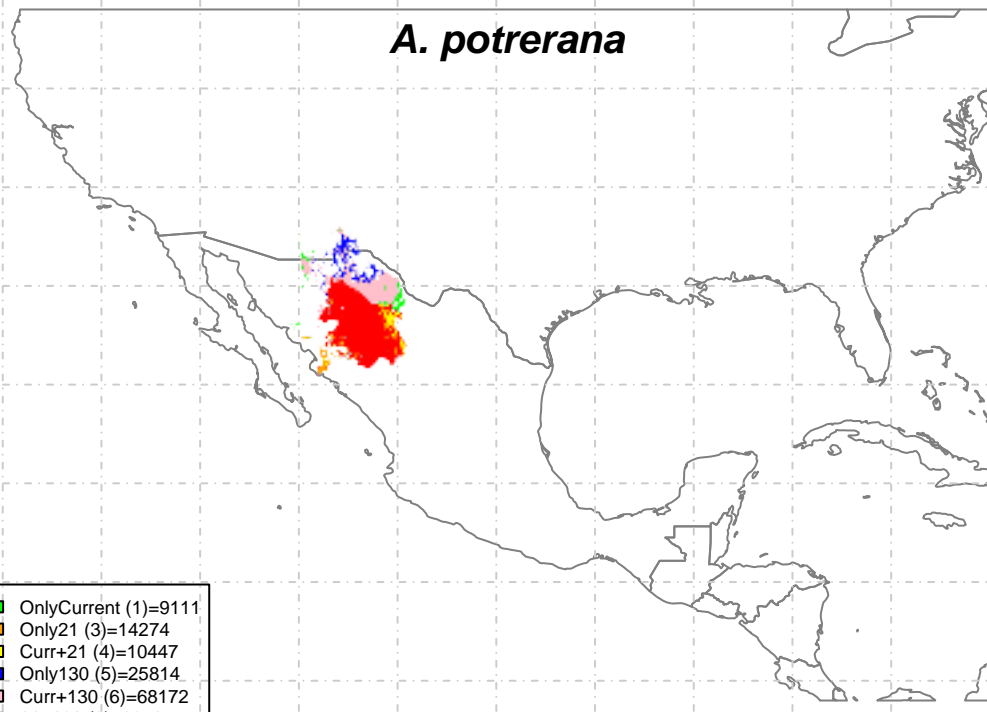 A. potrerana
OnlyCurrent (1)=9111
Only21 (3)=14274
Curr+21 (4)=10447
Only130 (5)=25814
Curr+130 (6)=68172